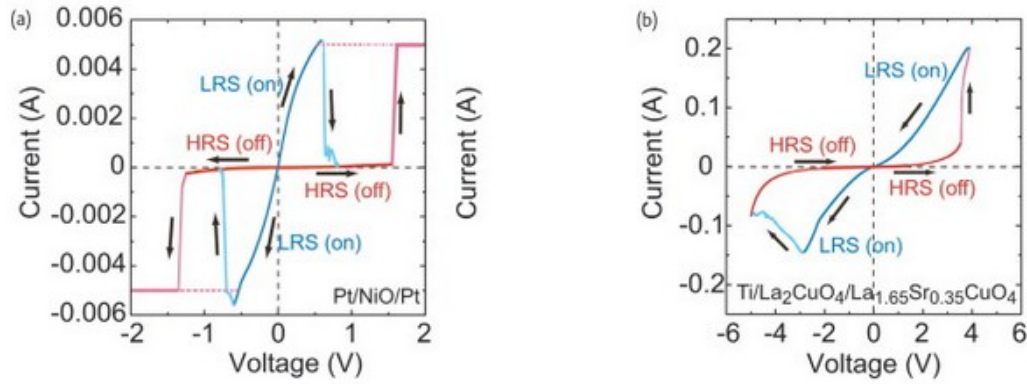 (a)
0.006
0.004
0.002
0
-0.002
-0.004
-0.006
Current (A)
LRS (on)
HRS (off)
HRS (off)
LRS (on)
Pt/NiO/Pt
-2 -1 0 1 2
Voltage (V)
(b)
0.2
0.1
0
-0.1
-0.2
Current (A)
LRS (on)
HRS (off)
HRS (off)
LRS (on)
Ti/La₂CuO₄/La₁.₆₅Sr₀.₃₅CuO₄
-6 -4 -2 0 2 4 6
Voltage (V)